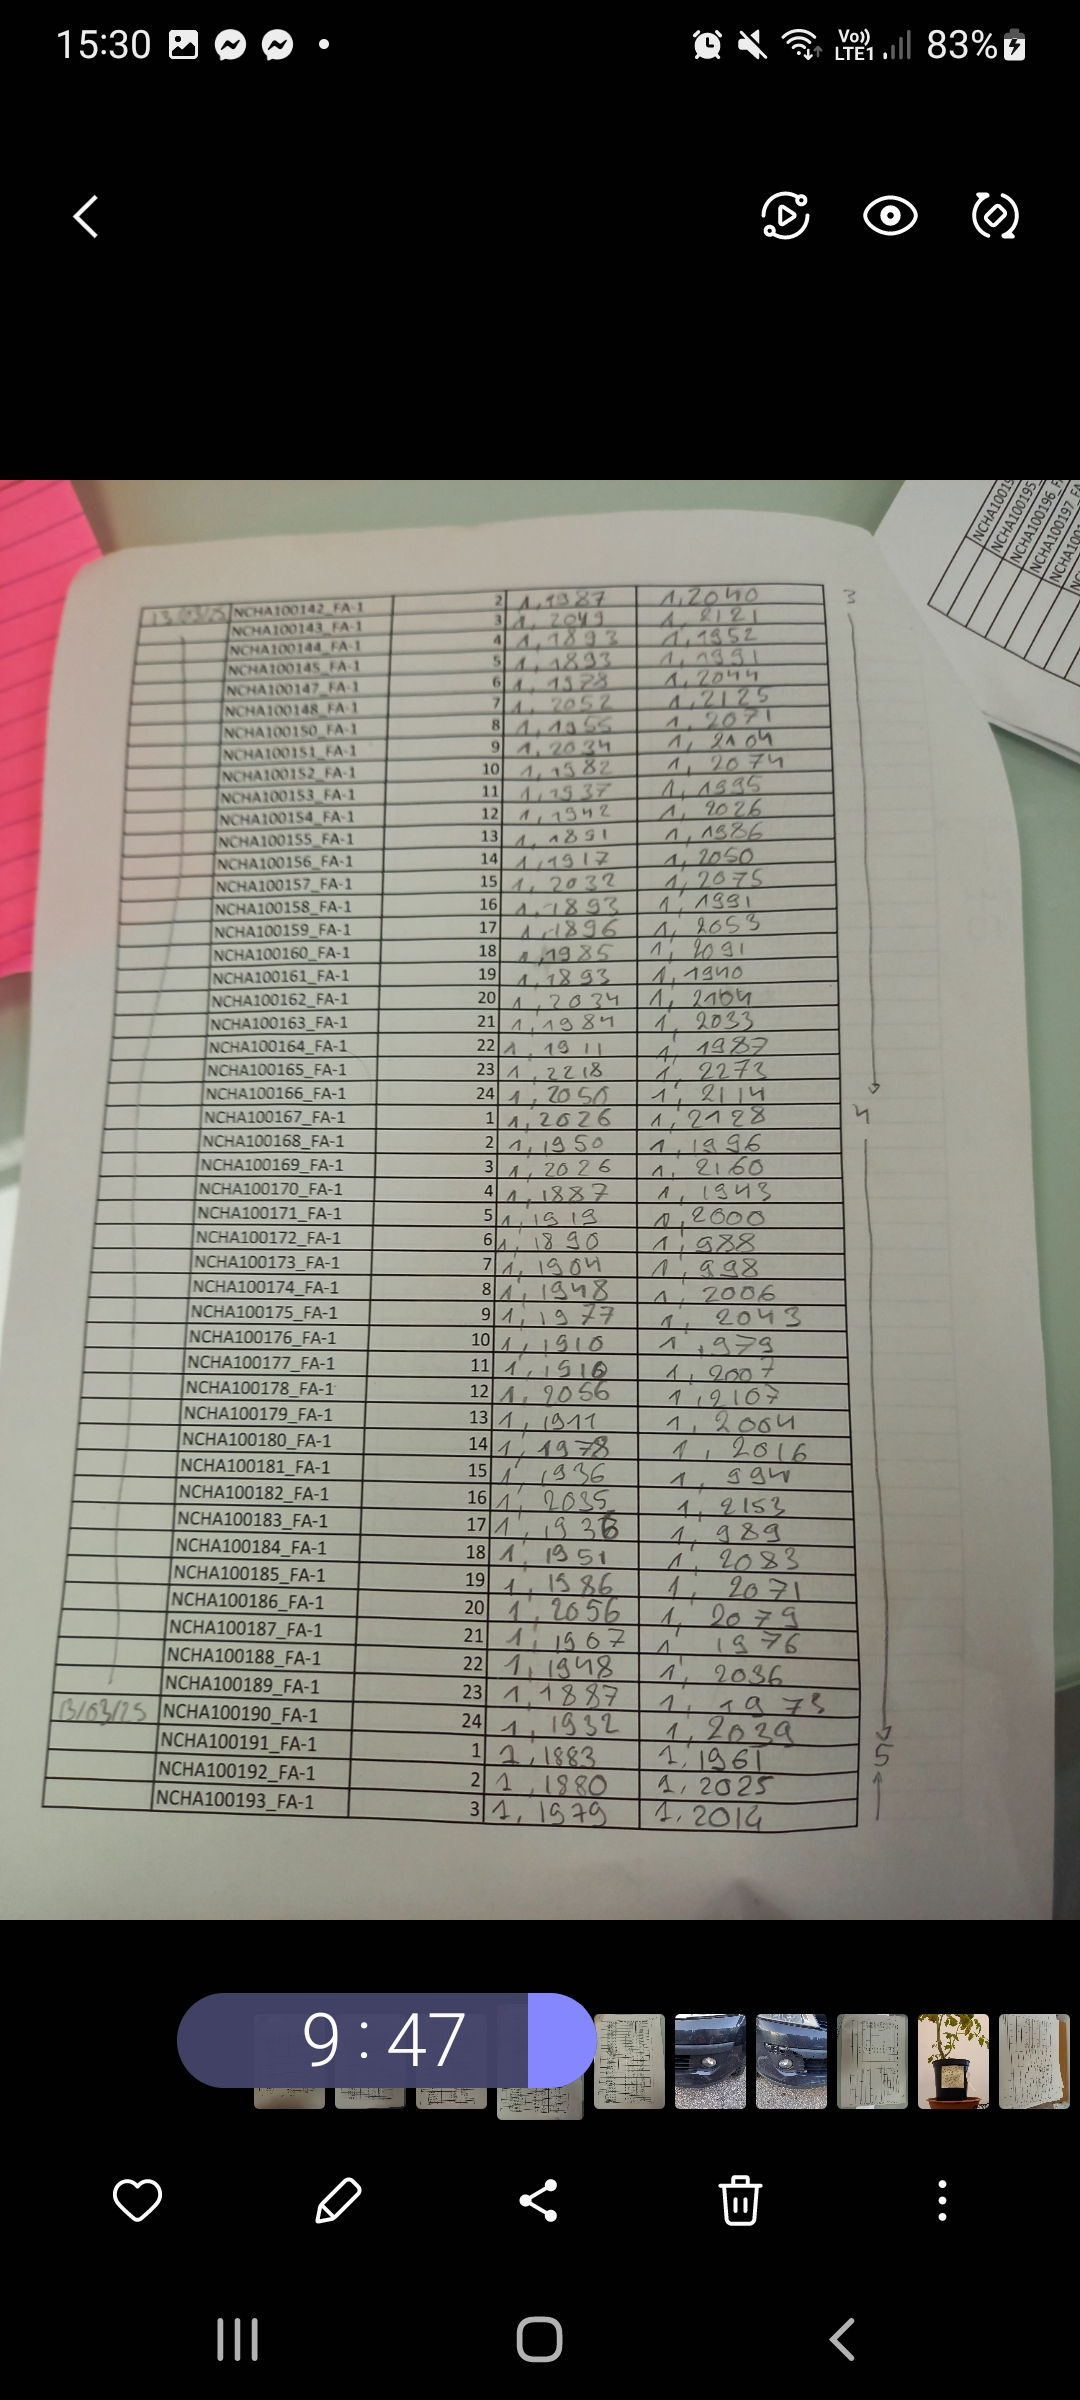 15:30
Vo)) LTE1 83%
13/03/25 NCHA100142_FA-1 2 1,1987 1,2040 3
NCHA100143_FA-1 3 1, 2049 1, 2121
NCHA100144_FA-1 4 1,1893 1,1952
NCHA100145_FA-1 5 1,1893 1,1991
NCHA100147_FA-1 6 1, 1978 1, 2044
NCHA100148_FA-1 7 1, 2052 1,2125
NCHA100150_FA-1 8 1,1955 1, 2071
NCHA100151_FA-1 9 1, 2034 1, 2104
NCHA100152_FA-1 10 1,1982 1, 2074
NCHA100153_FA-1 11 1,1937 1, 1995
NCHA100154_FA-1 12 1,1942 1, 2026
NCHA100155_FA-1 13 1, 1891 1,1986
NCHA100156_FA-1 14 1,1917 1,2050
NCHA100157_FA-1 15 1, 2032 1,2075
NCHA100158_FA-1 16 1,1893 1, 1991
NCHA100159_FA-1 17 1,1896 1, 2053
NCHA100160_FA-1 18 1,1985 1, 2091
NCHA100161_FA-1 19 1,1893 1,1940
NCHA100162_FA-1 20 1, 2034 1, 2104
NCHA100163_FA-1 21 1,1984 1, 2033
NCHA100164_FA-1 22 1, 1911 1, 1987
NCHA100165_FA-1 23 1, 2218 1, 2273
NCHA100166_FA-1 24 1, 2050 1, 2114
NCHA100167_FA-1 1 1,2026 1,2128 4
NCHA100168_FA-1 2 1,1950 1,1996
NCHA100169_FA-1 3 1, 2026 1, 2160
NCHA100170_FA-1 4 1,1887 1, 1943
NCHA100171_FA-1 5 1,1919 1,2000
NCHA100172_FA-1 6 1, 1890 1,988
NCHA100173_FA-1 7 1, 1904 1, 998
NCHA100174_FA-1 8 1,1948 1, 2006
NCHA100175_FA-1 9 1,1977 1, 2043
NCHA100176_FA-1 10 1,1910 1,979
NCHA100177_FA-1 11 1,1910 1,2007
NCHA100178_FA-1 12 1, 2056 1,2107
NCHA100179_FA-1 13 1,1911 1, 2004
NCHA100180_FA-1 14 1, 1978 1, 2016
NCHA100181_FA-1 15 1,1936 1, 994
NCHA100182_FA-1 16 1, 2035 1, 2153
NCHA100183_FA-1 17 1, 1936 1, 989
NCHA100184_FA-1 18 1, 1951 1, 2083
NCHA100185_FA-1 19 1, 1986 1, 2071
NCHA100186_FA-1 20 1, 2056 1, 2079
NCHA100187_FA-1 21 1, 1907 1, 1976
NCHA100188_FA-1 22 1,1948 1, 2036
NCHA100189_FA-1 23 1,1887 1, 1973
13/03/25 NCHA100190_FA-1 24 1, 1932 1,2039
NCHA100191_FA-1 1 1,1883 1,1961 5
NCHA100192_FA-1 2 1,1880 1,2025
NCHA100193_FA-1 3 1, 1979 1.2014
NCHA10019
NCHA100195
NCHA100196_F
NCHA100197_FA
NCHA1001
NCHA
NC
9:47